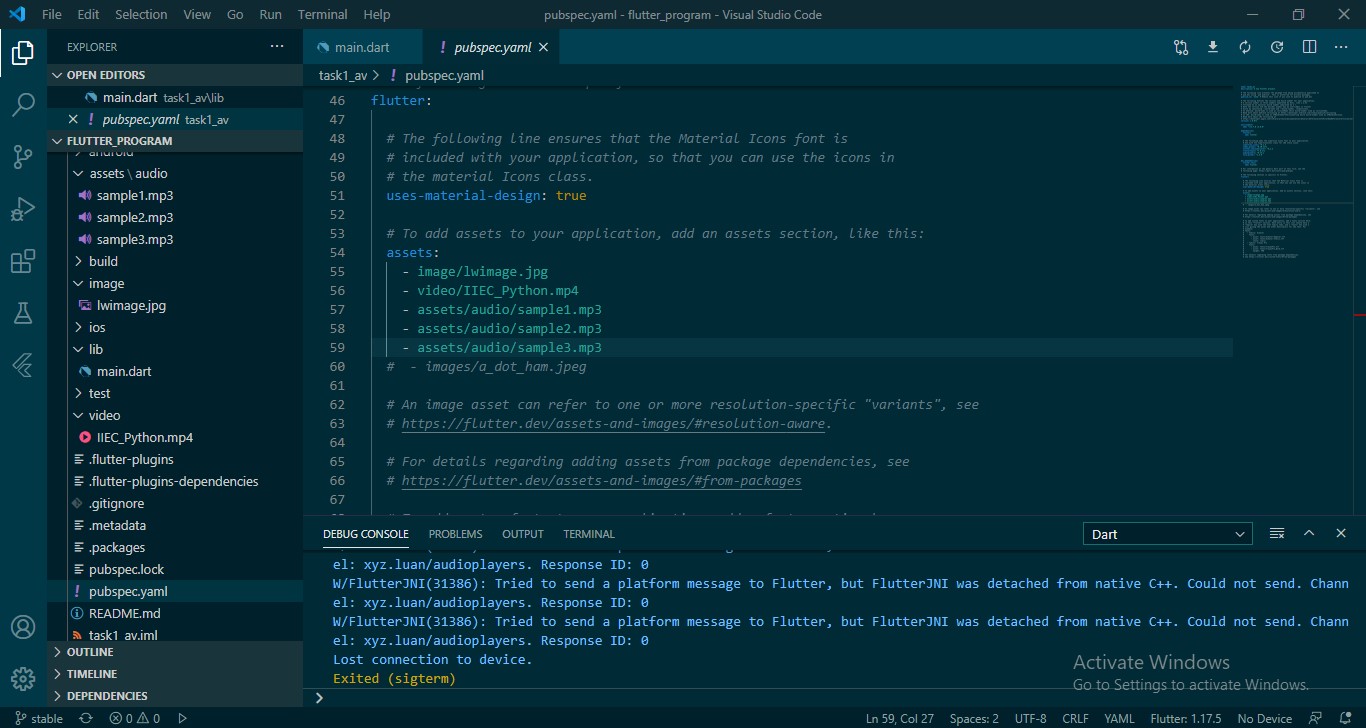 File Edit Selection View Go Run Terminal Help pubspec.yaml - flutter_program - Visual Studio Code
EXPLORER
OPEN EDITORS
main.dart task1_av\lib
pubspec.yaml task1_av
FLUTTER_PROGRAM
android
assets \ audio
sample1.mp3
sample2.mp3
sample3.mp3
build
image
lwimage.jpg
ios
lib
main.dart
test
video
IIEC_Python.mp4
.flutter-plugins
.flutter-plugins-dependencies
.gitignore
.metadata
.packages
pubspec.lock
pubspec.yaml
README.md
task1_av.iml
OUTLINE
TIMELINE
DEPENDENCIES
main.dart ! pubspec.yaml
task1_av > ! pubspec.yaml
46 flutter:
47
48 # The following line ensures that the Material Icons font is
49 # included with your application, so that you can use the icons in
50 # the material Icons class.
51 uses-material-design: true
52
53 # To add assets to your application, add an assets section, like this:
54 assets:
55 - image/lwimage.jpg
56 - video/IIEC_Python.mp4
57 - assets/audio/sample1.mp3
58 - assets/audio/sample2.mp3
59 - assets/audio/sample3.mp3
60 # - images/a_dot_ham.jpeg
61
62 # An image asset can refer to one or more resolution-specific "variants", see
63 # https://flutter.dev/assets-and-images/#resolution-aware.
64
65 # For details regarding adding assets from package dependencies, see
66 # https://flutter.dev/assets-and-images/#from-packages
67
DEBUG CONSOLE PROBLEMS OUTPUT TERMINAL Dart
el: xyz.luan/audioplayers. Response ID: 0
W/FlutterJNI(31386): Tried to send a platform message to Flutter, but FlutterJNI was detached from native C++. Could not send. Chann
el: xyz.luan/audioplayers. Response ID: 0
W/FlutterJNI(31386): Tried to send a platform message to Flutter, but FlutterJNI was detached from native C++. Could not send. Chann
el: xyz.luan/audioplayers. Response ID: 0
Lost connection to device.
Exited (sigterm)
Activate Windows
Go to Settings to activate Windows.
stable 0 0 Ln 59, Col 27 Spaces: 2 UTF-8 CRLF YAML Flutter: 1.17.5 No Device